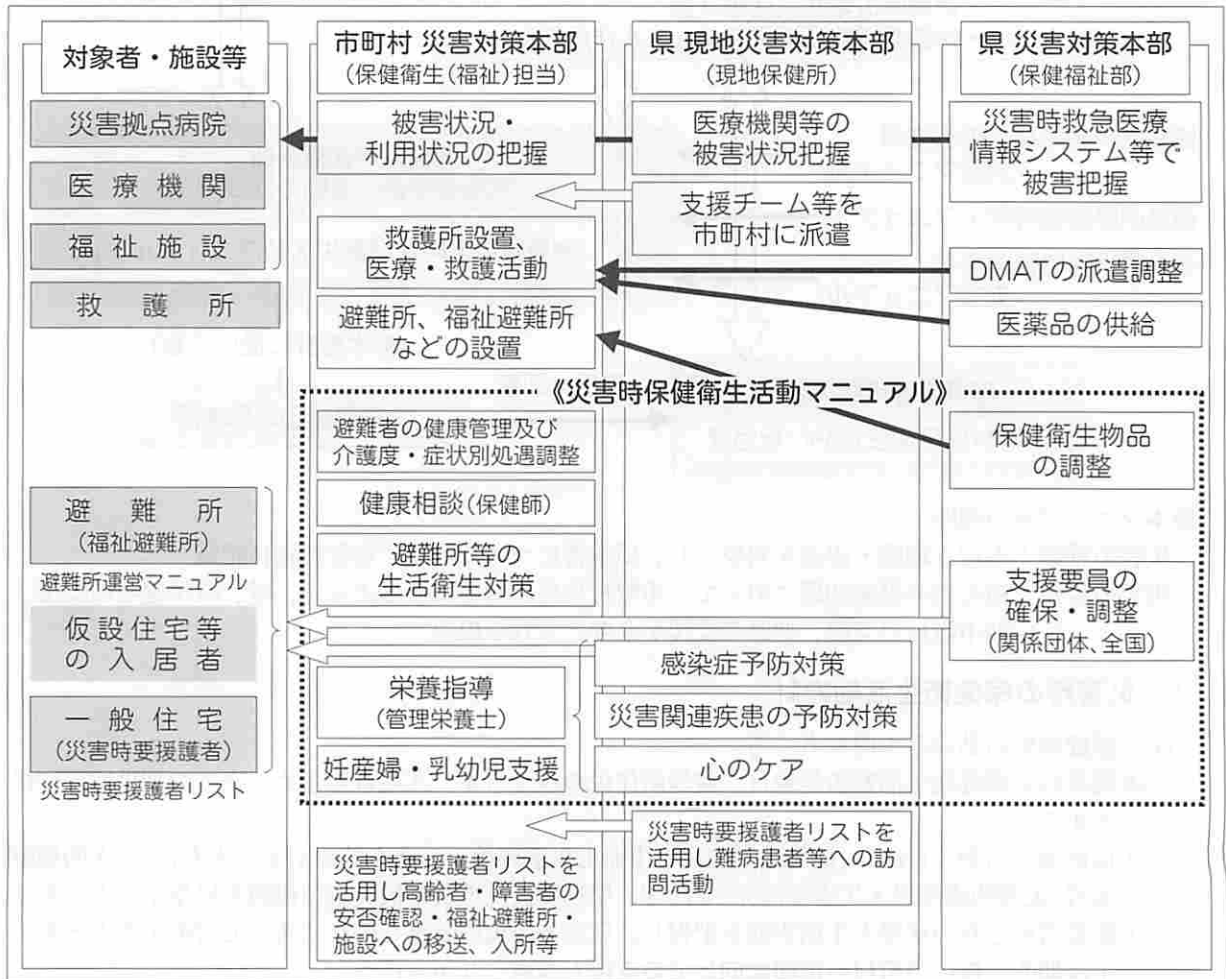 対象者・施設等
災害拠点病院
医療機関
福祉施設
救護所
避難所
(福祉避難所)
避難所運営マニュアル
仮設住宅等
の入居者
一般住宅
(災害時要援護者)
災害時要援護者リスト
市町村 災害対策本部
(保健衛生(福祉)担当)
被害状況・
利用状況の把握
救護所設置、
医療・救護活動
避難所、福祉避難所
などの設置
《災害時保健衛生活動マニュアル》
避難者の健康管理及び
介護度・症状別処遇調整
健康相談(保健師)
避難所等の
生活衛生対策
栄養指導
(管理栄養士)
妊産婦・乳幼児支援
災害時要援護者リストを
活用し高齢者・障害者の
安否確認・福祉避難所・
施設への移送、入所等
県 現地災害対策本部
(現地保健所)
医療機関等の
被害状況把握
支援チーム等を
市町村に派遣
感染症予防対策
災害関連疾患の予防対策
心のケア
災害時要援護者リストを
活用し難病患者等への訪
問活動
県 災害対策本部
(保健福祉部)
災害時救急医療
情報システム等で
被害把握
DMATの派遣調整
医薬品の供給
保健衛生物品
の調整
支援要員の
確保・調整
(関係団体、全国)